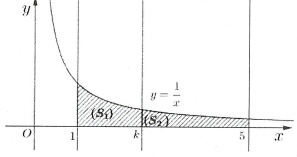 y
y = 1/x
(S₁) (S₂)
O 1 k 5 x